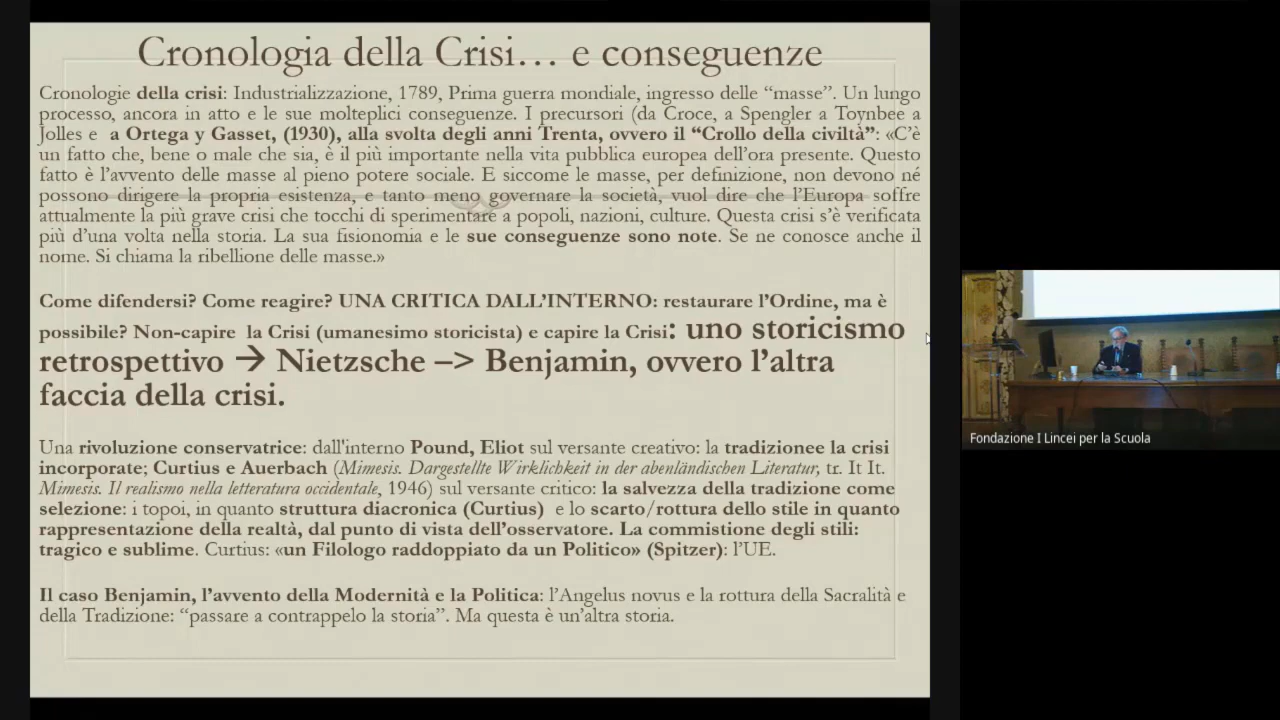 Cronologia della Crisi… e conseguenze
Cronologie della crisi: Industrializzazione, 1789, Prima guerra mondiale, ingresso delle “masse”. Un lungo
processo, ancora in atto e le sue molteplici conseguenze. I precursori (da Croce, a Spengler a Toynbee a
Jolles e a Ortega y Gasset, (1930), alla svolta degli anni Trenta, ovvero il “Crollo della civiltà”: «C’è
un fatto che, bene o male che sia, è il più importante nella vita pubblica europea dell’ora presente. Questo
fatto è l’avvento delle masse al pieno potere sociale. E siccome le masse, per definizione, non devono né
possono dirigere la propria esistenza, e tanto meno governare la società, vuol dire che l’Europa soffre
attualmente la più grave crisi che tocchi di sperimentare a popoli, nazioni, culture. Questa crisi s’è verificata
più d’una volta nella storia. La sua fisionomia e le sue conseguenze sono note. Se ne conosce anche il
nome. Si chiama la ribellione delle masse.»
Come difendersi? Come reagire? UNA CRITICA DALL’INTERNO: restaurare l’Ordine, ma è
possibile? Non-capire la Crisi (umanesimo storicista) e capire la Crisi: uno storicismo
retrospettivo → Nietzsche –> Benjamin, ovvero l’altra
faccia della crisi.
Una rivoluzione conservatrice: dall'interno Pound, Eliot sul versante creativo: la tradizionee la crisi
incorporate; Curtius e Auerbach (Mimesis. Dargestellte Wirklichkeit in der abenländischen Literatur, tr. It It.
Mimesis. Il realismo nella letteratura occidentale, 1946) sul versante critico: la salvezza della tradizione come
selezione: i topoi, in quanto struttura diacronica (Curtius) e lo scarto/rottura dello stile in quanto
rappresentazione della realtà, dal punto di vista dell’osservatore. La commistione degli stili:
tragico e sublime. Curtius: «un Filologo raddoppiato da un Politico» (Spitzer): l’UE.
Il caso Benjamin, l’avvento della Modernità e la Politica: l’Angelus novus e la rottura della Sacralità e
della Tradizione: “passare a contrappelo la storia”. Ma questa è un’altra storia.
Fondazione I Lincei per la Scuola